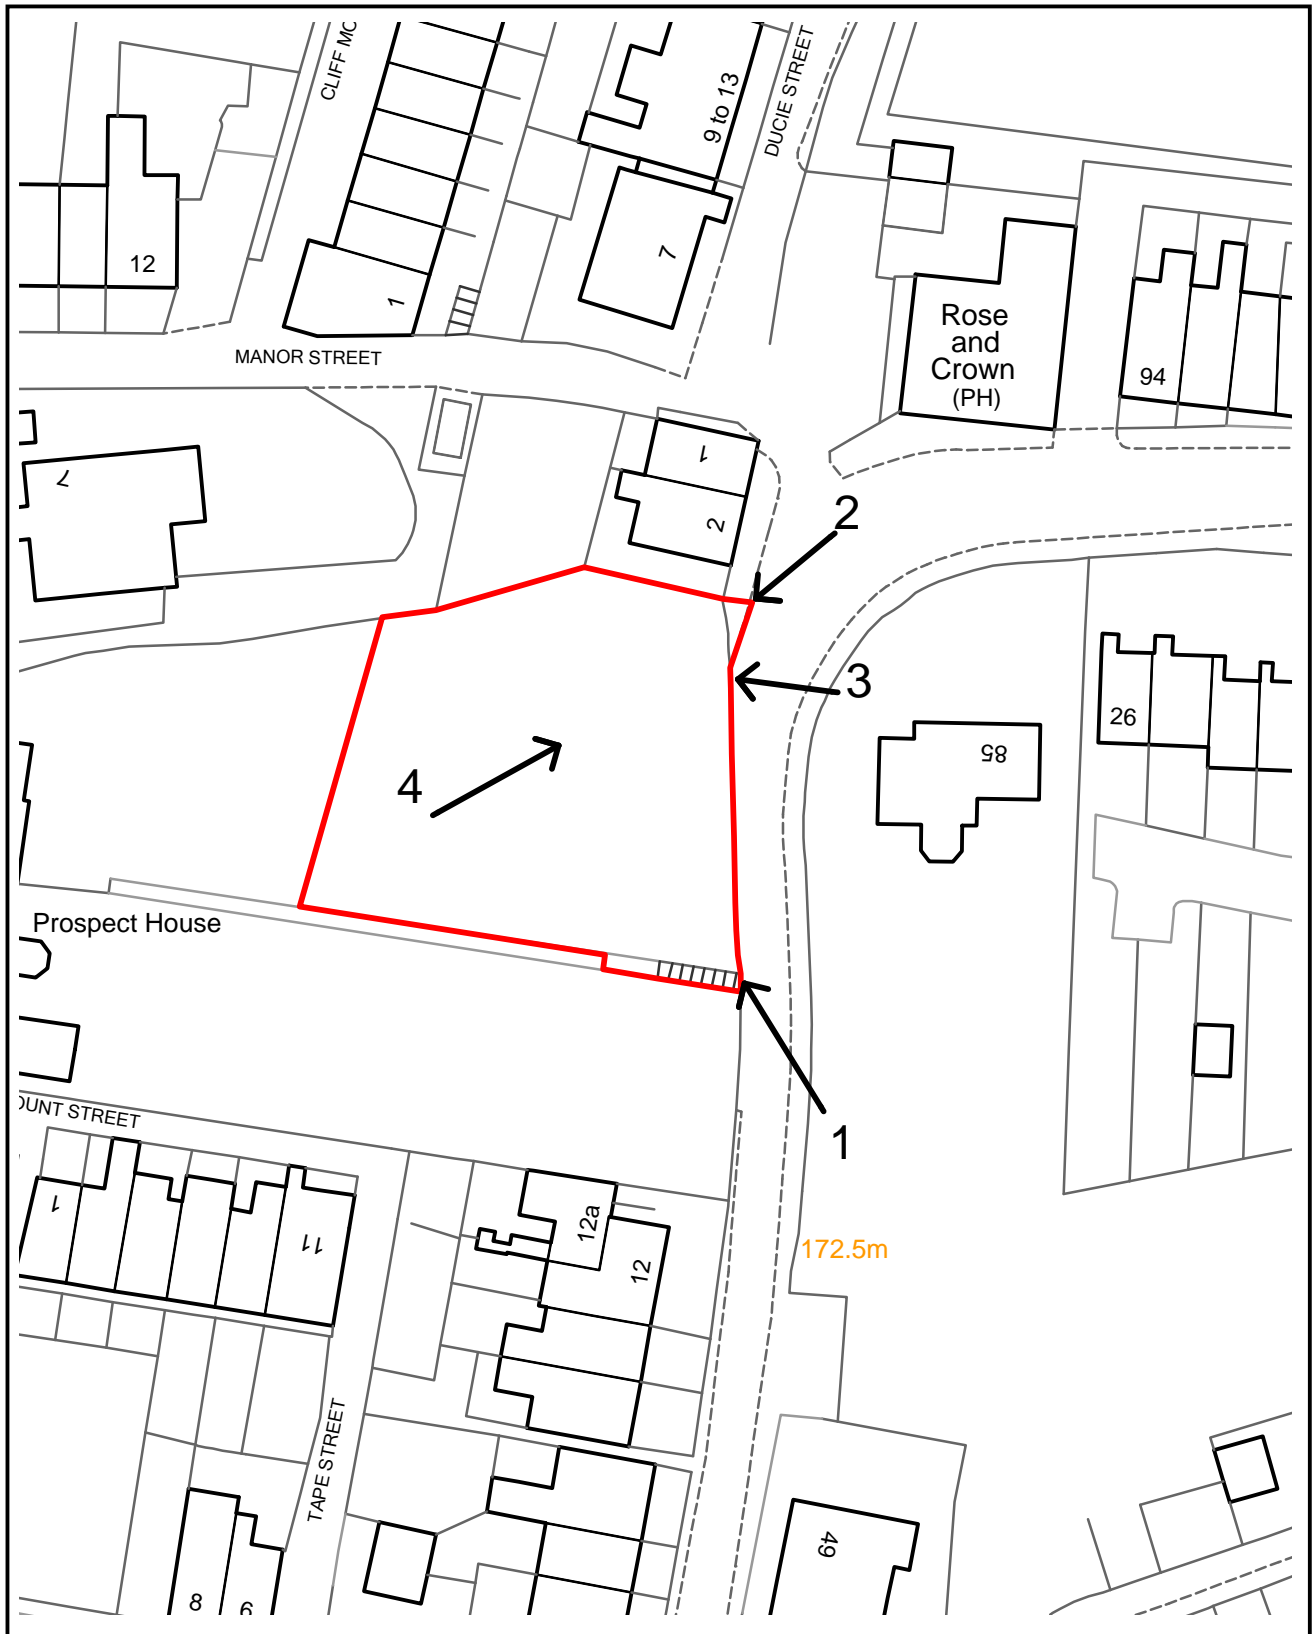 CLIFF MO
9 to 13
DUCIE STREET
12
1
7
Rose
and
Crown
(PH)
94
MANOR STREET
7
1
2
2
3
26
85
4
Prospect House
1
OUNT STREET
1
11
12a
12
172.5m
TAPE STREET
49
8
6